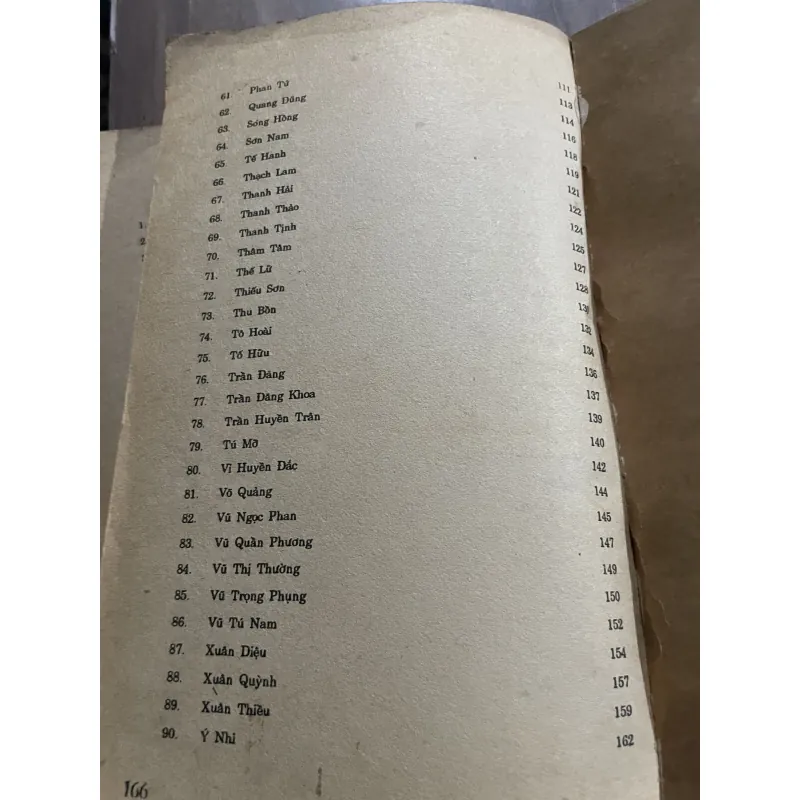 61. Phan Tứ 111
62. Quang Dũng 113
63. Sóng Hồng 114
64. Sơn Nam 116
65. Tế Hanh 118
66. Thạch Lam 119
67. Thanh Hải 121
68. Thanh Thảo 122
69. Thanh Tịnh 124
70. Thâm Tâm 125
71. Thế Lữ 127
72. Thiếu Sơn 128
73. Thu Bồn 130
74. Tô Hoài 132
75. Tố Hữu 134
76. Trần Đăng 136
77. Trần Đăng Khoa 137
78. Trần Huyền Trân 139
79. Tú Mỡ 140
80. Vi Huyền Đắc 142
81. Võ Quảng 144
82. Vũ Ngọc Phan 145
83. Vũ Quần Phương 147
84. Vũ Thị Thường 149
85. Vũ Trọng Phụng 150
86. Vũ Tú Nam 152
87. Xuân Diệu 154
88. Xuân Quỳnh 157
89. Xuân Thiều 159
90. Ý Nhi 162
166